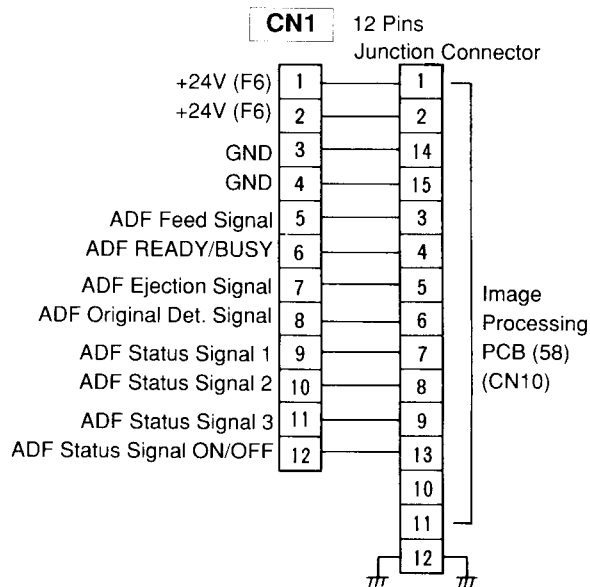 CN1 12 Pins
Junction Connector
+24V (F6) 1 1
+24V (F6) 2 2
GND 3 14
GND 4 15
ADF Feed Signal 5 3
ADF READY/BUSY 6 4
ADF Ejection Signal 7 5
ADF Original Det. Signal 8 6
ADF Status Signal 1 9 7
ADF Status Signal 2 10 8
ADF Status Signal 3 11 9
ADF Status Signal ON/OFF 12 13
10
11
12
Image
Processing
PCB (58)
(CN10)